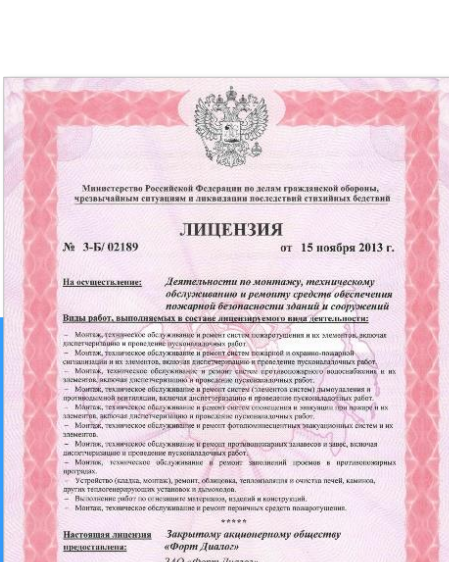 Министерство Российской Федерации по делам гражданской обороны,
чрезвычайным ситуациям и ликвидации последствий стихийных бедствий
ЛИЦЕНЗИЯ
№ 3-Б/ 02189 от 15 ноября 2013 г.
На осуществление: Деятельности по монтажу, техническому
обслуживанию и ремонту средств обеспечения
пожарной безопасности зданий и сооружений
Виды работ, выполняемых в составе лицензируемого вида деятельности:
– Монтаж, техническое обслуживание и ремонт систем пожаротушения и их элементов, включая
диспетчеризацию и проведение пусконаладочных работ.
– Монтаж, техническое обслуживание и ремонт систем пожарной и охранно-пожарной
сигнализации и их элементов, включая диспетчеризацию и проведение пусконаладочных работ.
– Монтаж, техническое обслуживание и ремонт систем противопожарного водоснабжения и их
элементов, включая диспетчеризацию и проведение пусконаладочных работ.
– Монтаж, техническое обслуживание и ремонт систем (элементов систем) дымоудаления и
противодымной вентиляции, включая диспетчеризацию и проведение пусконаладочных работ.
– Монтаж, техническое обслуживание и ремонт систем оповещения и эвакуации при пожаре и их
элементов, включая диспетчеризацию и проведение пусконаладочных работ.
– Монтаж, техническое обслуживание и ремонт фотолюминесцентных эвакуационных систем и их
элементов.
– Монтаж, техническое обслуживание и ремонт противопожарных занавесов и завес, включая
диспетчеризацию и проведение пусконаладочных работ.
– Монтаж, техническое обслуживание и ремонт заполнений проемов в противопожарных
преградах.
– Устройство (кладка, монтаж), ремонт, облицовка, теплоизоляция и очистка печей, каминов,
других теплогенерирующих установок и дымоходов.
– Выполнение работ по огнезащите материалов, изделий и конструкций.
– Монтаж, техническое обслуживание и ремонт первичных средств пожаротушения.
*****
Настоящая лицензия Закрытому акционерному обществу
предоставлена: «Форт Диалог»
ЗАО «Форт Диалог»